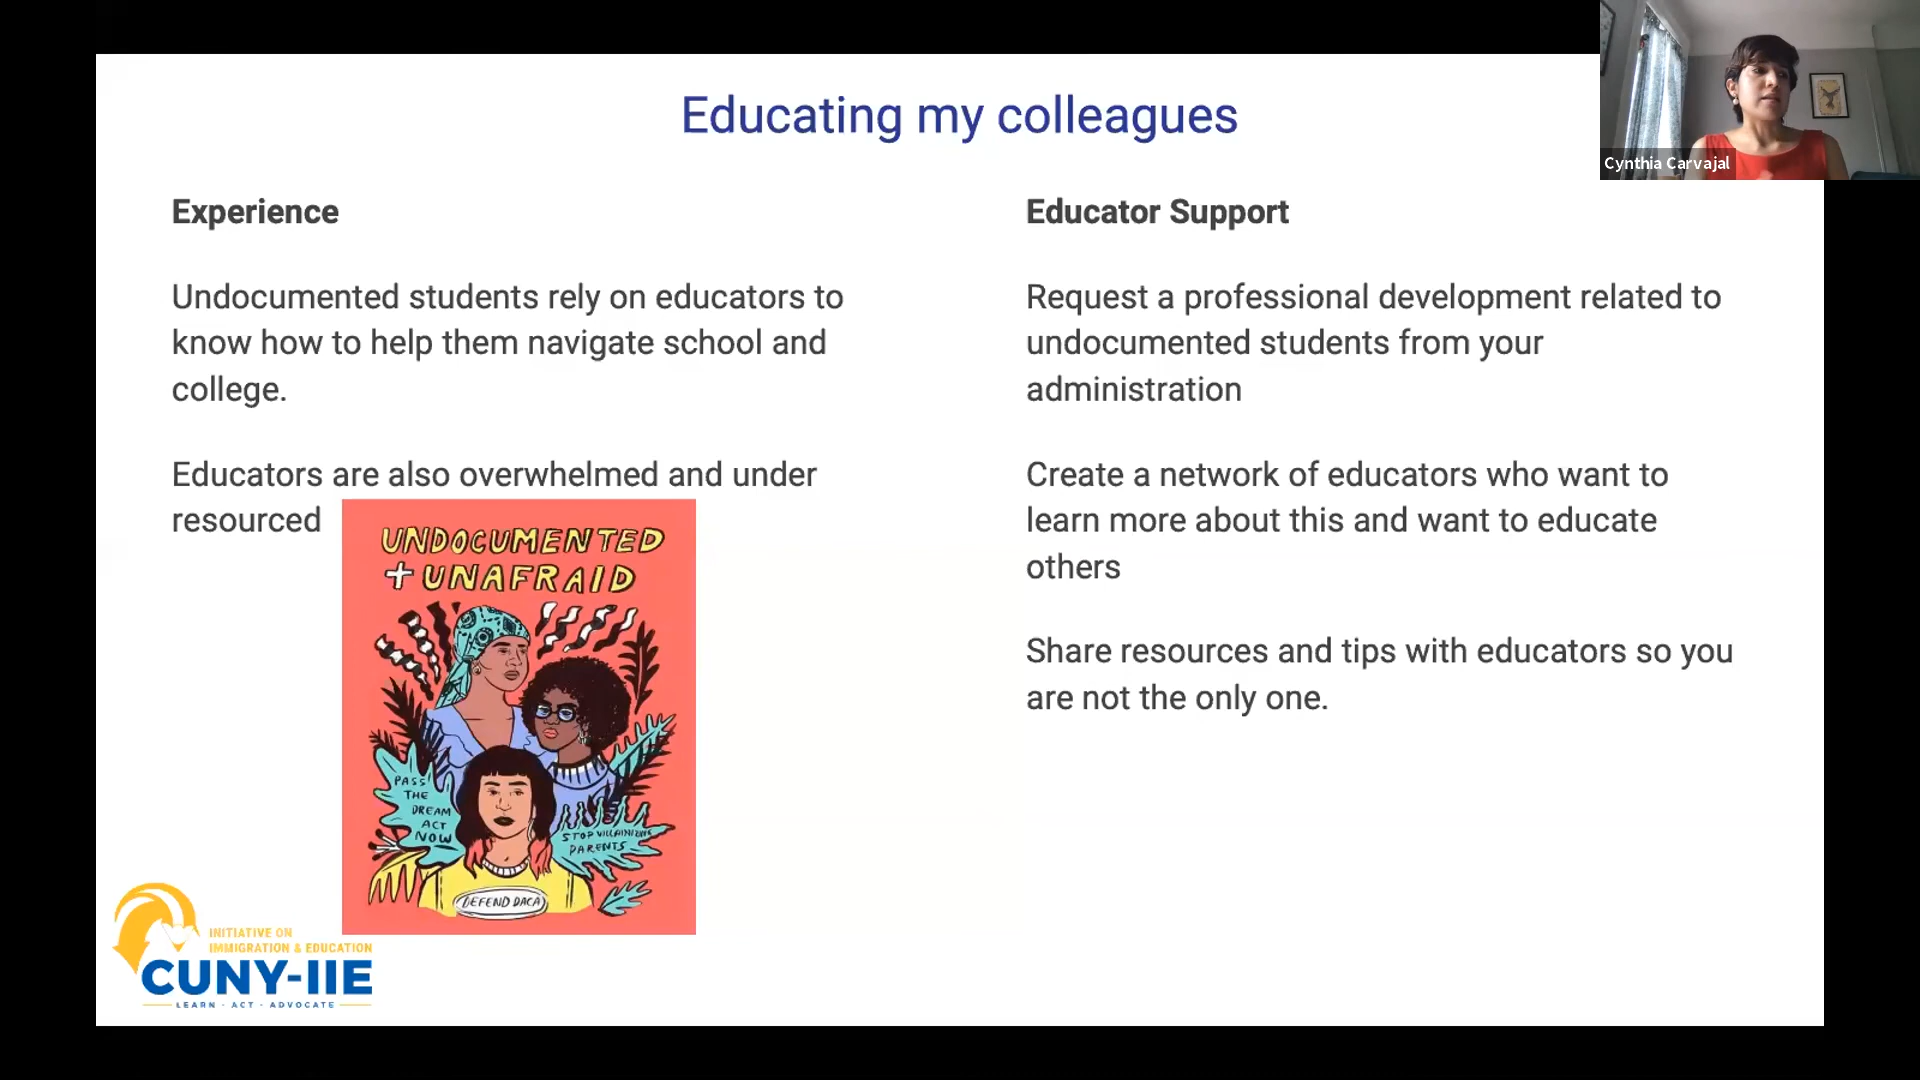 Educating my colleagues
Cynthia Carvajal
Experience
Undocumented students rely on educators to
know how to help them navigate school and
college.
Educators are also overwhelmed and under
resourced
UNDOCUMENTED
+ UNAFRAID
PASS
THE
DREAM
ACT
NOW
STOP VILLAINIZING
PARENTS
DEFEND DACA
Educator Support
Request a professional development related to
undocumented students from your
administration
Create a network of educators who want to
learn more about this and want to educate
others
Share resources and tips with educators so you
are not the only one.
INITIATIVE ON
IMMIGRATION & EDUCATION
CUNY-IIE
LEARN · ACT · ADVOCATE